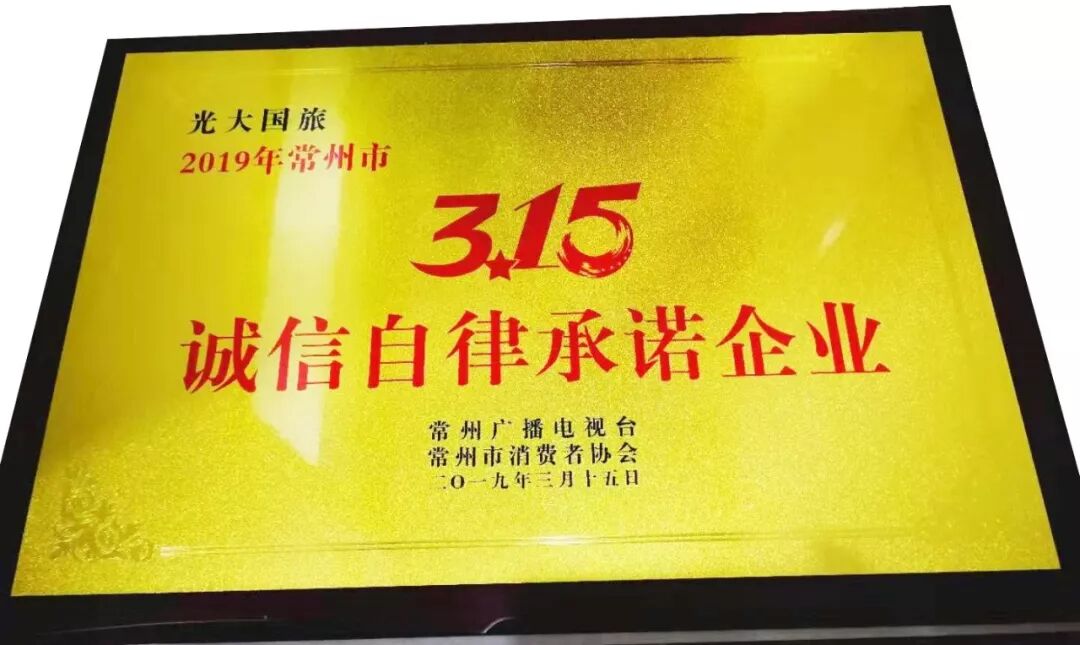 光大国旅
2019年常州市
3.15
诚信自律承诺企业
常州广播电视台
常州市消费者协会
二〇一九年三月十五日